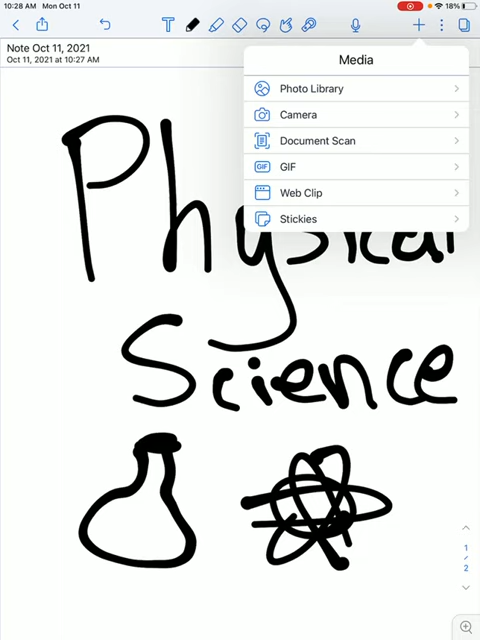 10:28 AM Mon Oct 11
18%
T
Note Oct 11, 2021
Oct 11, 2021 at 10:27 AM
Media
Photo Library
Camera
Document Scan
GIF GIF
Web Clip
Stickies
Physical
Science
1
/
2